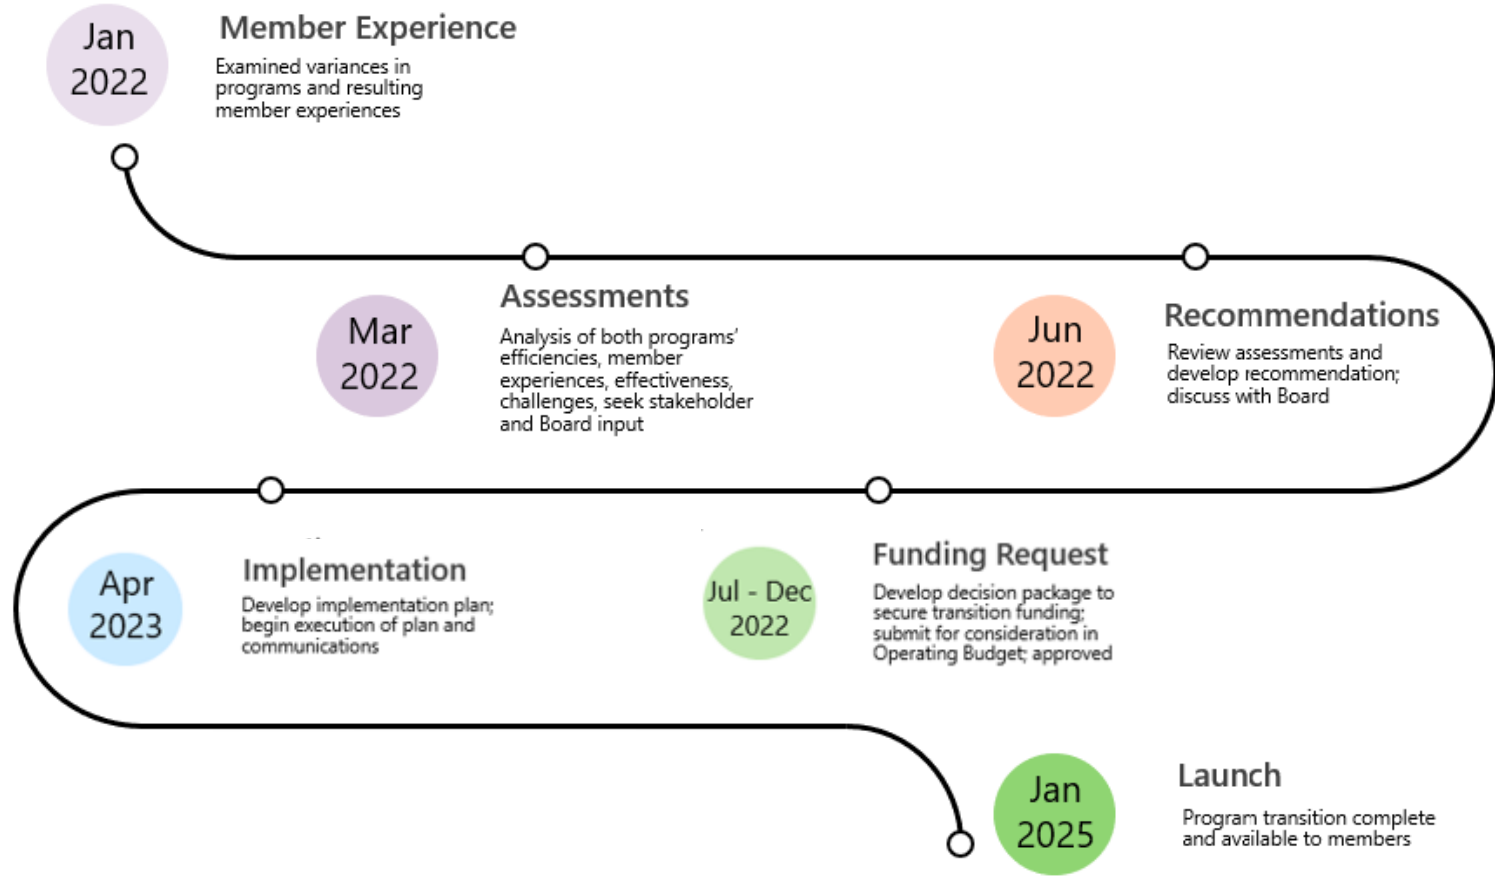 Jan
2022
Member Experience
Examined variances in
programs and resulting
member experiences
Mar
2022
Assessments
Analysis of both programs’
efficiencies, member
experiences, effectiveness,
challenges, seek stakeholder
and Board input
Jun
2022
Recommendations
Review assessments and
develop recommendation;
discuss with Board
Jul - Dec
2022
Funding Request
Develop decision package to
secure transition funding;
submit for consideration in
Operating Budget; approved
Apr
2023
Implementation
Develop implementation plan;
begin execution of plan and
communications
Jan
2025
Launch
Program transition complete
and available to members